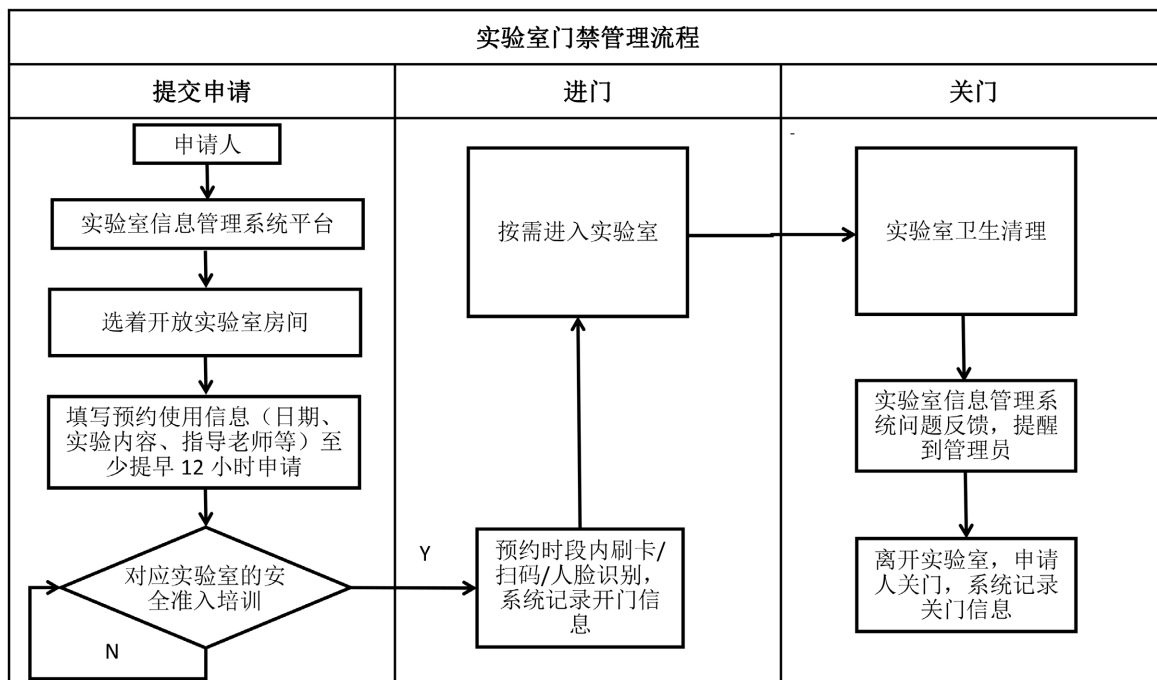 实验室门禁管理流程
提交申请
进门
关门
申请人
实验室信息管理系统平台
选着开放实验室房间
填写预约使用信息（日期、
实验内容、指导老师等）至
少提早 12 小时申请
对应实验室的安
全准入培训
N
Y
预约时段内刷卡/
扫码/人脸识别，
系统记录开门信
息
按需进入实验室
-
实验室卫生清理
实验室信息管理系
统问题反馈，提醒
到管理员
离开实验室，申请
人关门，系统记录
关门信息